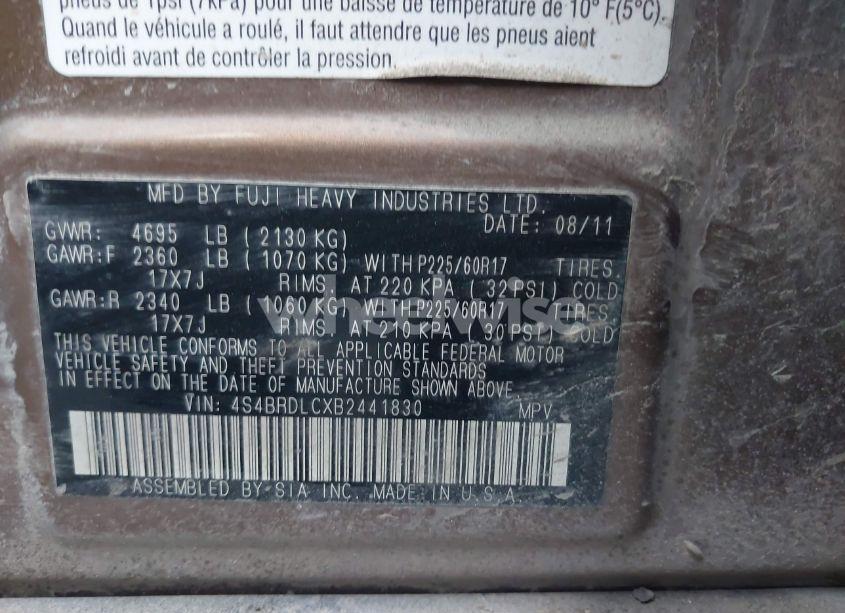 pneus de 1psi (7kPa) pour une baisse de température de 10° F(5°C).
Quand le véhicule a roulé, il faut attendre que les pneus aient
refroidi avant de contrôler la pression.
MFD BY FUJI HEAVY INDUSTRIES LTD.
DATE: 08/11
GVWR: 4695 LB (2130 KG)
GAWR:F 2360 LB (1070 KG) WITH P225/60R17 TIRES.
17X7J RIMS AT 220 KPA (32PSI) COLD
GAWR:R 2340 LB (1060 KG) WITH P225/60R17 TIRES.
17X7J RIMS AT 210 KPA (30PSI) COLD
THIS VEHICLE CONFORMS TO ALL APPLICABLE FEDERAL MOTOR
VEHICLE SAFETY AND THEFT PREVENTION STANDARDS
IN EFFECT ON THE DATE OF MANUFACTURE SHOWN ABOVE.
VIN: 4S4BRDLCXB2441830 MPV
ASSEMBLED BY SIA INC. MADE IN U.S.A.
wheelwise